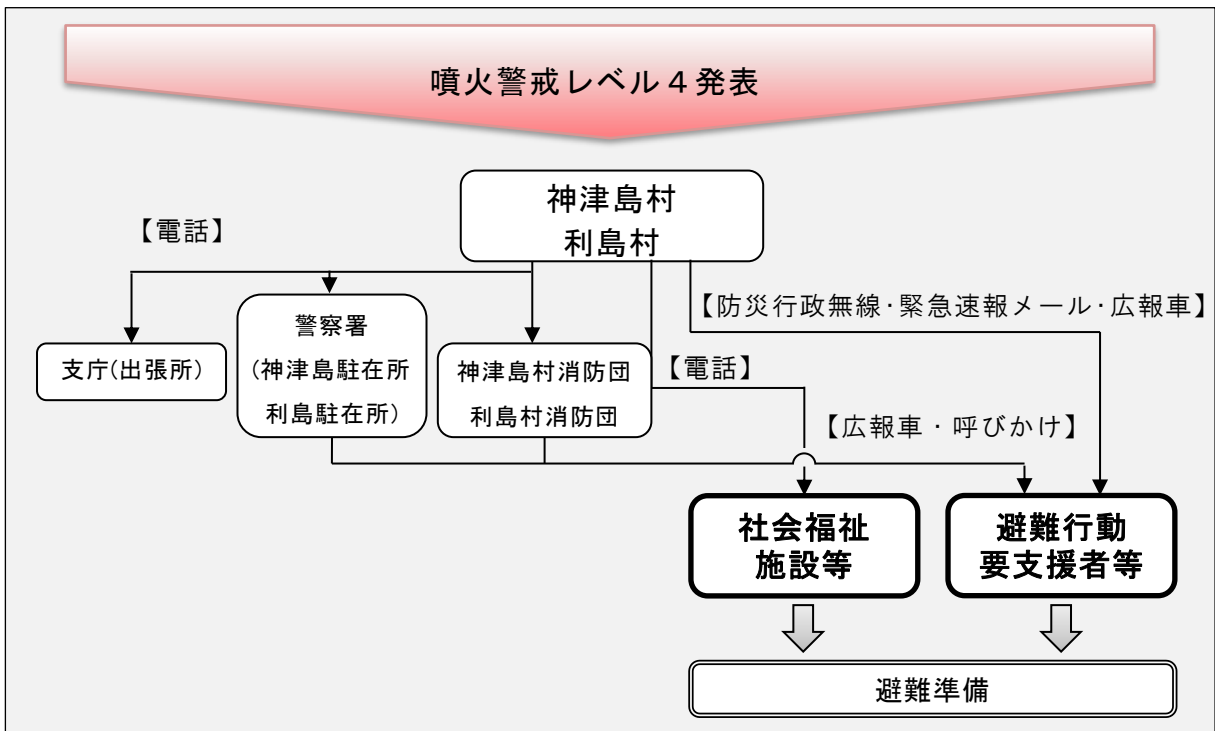 噴火警戒レベル４発表
神津島村
利島村
【電話】
【防災行政無線・緊急速報メール・広報車】
支庁(出張所)
警察署
(神津島駐在所
利島駐在所)
神津島村消防団
利島村消防団
【電話】
【広報車・呼びかけ】
社会福祉
施設等
避難行動
要支援者等
避難準備